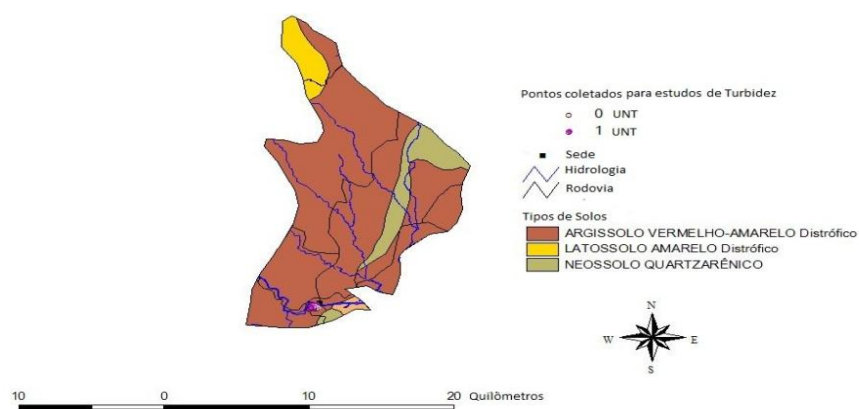 Pontos coletados para estudos de Turbidez
0 UNT
1 UNT
Sede
Hidrologia
Rodovia
Tipos de Solos
ARGISSOLO VERMELHO-AMARELO Distrófico
LATOSSOLO AMARELO Distrófico
NEOSSOLO QUARTZARÊNICO
N
W E
S
10 0 10 20 Quilômetros